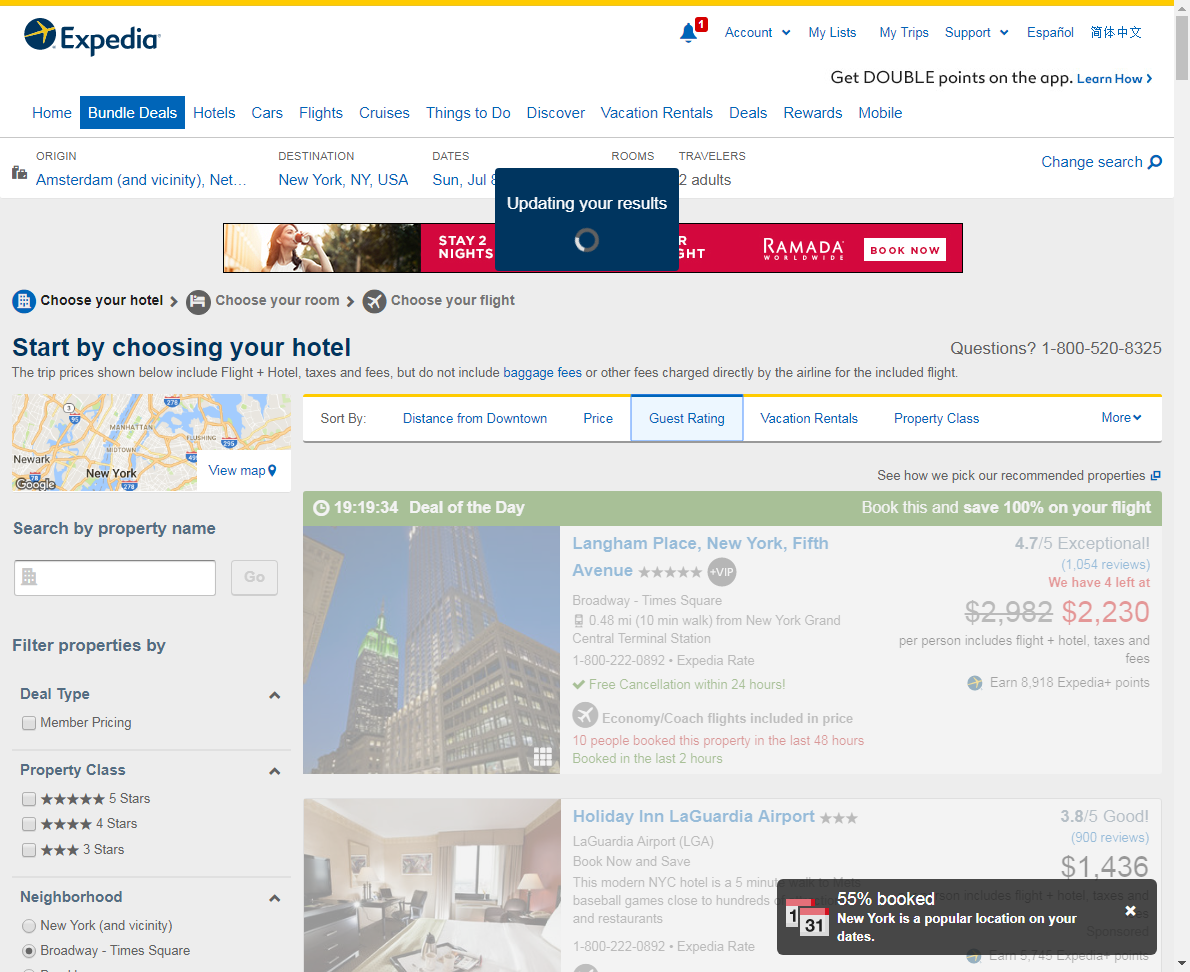 Expedia
1
Account
My Lists
My Trips
Support
Español
简体中文
Get DOUBLE points on the app. Learn How
Home
Bundle Deals
Hotels
Cars
Flights
Cruises
Things to Do
Discover
Vacation Rentals
Deals
Rewards
Mobile
ORIGIN
Amsterdam (and vicinity), Net...
DESTINATION
New York, NY, USA
DATES
Sun, Jul
ROOMS
TRAVELERS
2 adults
Change search
Updating your results
STAY 2
NIGHTS
RAMADA
WORLDWIDE
BOOK NOW
Choose your hotel
Choose your room
Choose your flight
Start by choosing your hotel
Questions? 1-800-520-8325
The trip prices shown below include Flight + Hotel, taxes and fees, but do not include baggage fees or other fees charged directly by the airline for the included flight.
MANHATTAN
FLUSHING
MIDTOWN
Newark
New York
3
278
495
295
78
278
Google
View map
Sort By:
Distance from Downtown
Price
Guest Rating
Vacation Rentals
Property Class
More
See how we pick our recommended properties
Search by property name
Go
Filter properties by
Deal Type
Member Pricing
Property Class
5 Stars
4 Stars
3 Stars
Neighborhood
New York (and vicinity)
Broadway - Times Square
19:19:34 Deal of the Day
Book this and save 100% on your flight
Langham Place, New York, Fifth
Avenue
+VIP
Broadway - Times Square
0.48 mi (10 min walk) from New York Grand
Central Terminal Station
1-800-222-0892 • Expedia Rate
Free Cancellation within 24 hours!
Economy/Coach flights included in price
10 people booked this property in the last 48 hours
Booked in the last 2 hours
4.7/5 Exceptional!
(1,054 reviews)
We have 4 left at
$2,982 $2,230
per person includes flight + hotel, taxes and
fees
Earn 8,918 Expedia+ points
Holiday Inn LaGuardia Airport
LaGuardia Airport (LGA)
Book Now and Save
This modern NYC hotel is a 5 minute walk to Mets
baseball games close to hundreds of
and restaurants
1-800-222-0892 • Expedia Rate
3.8/5 Good!
(900 reviews)
$1,436
person includes flight + hotel, taxes and
Sponsored
Earn 5,745 Expedia+ points
1
31
55% booked
New York is a popular location on your
dates.